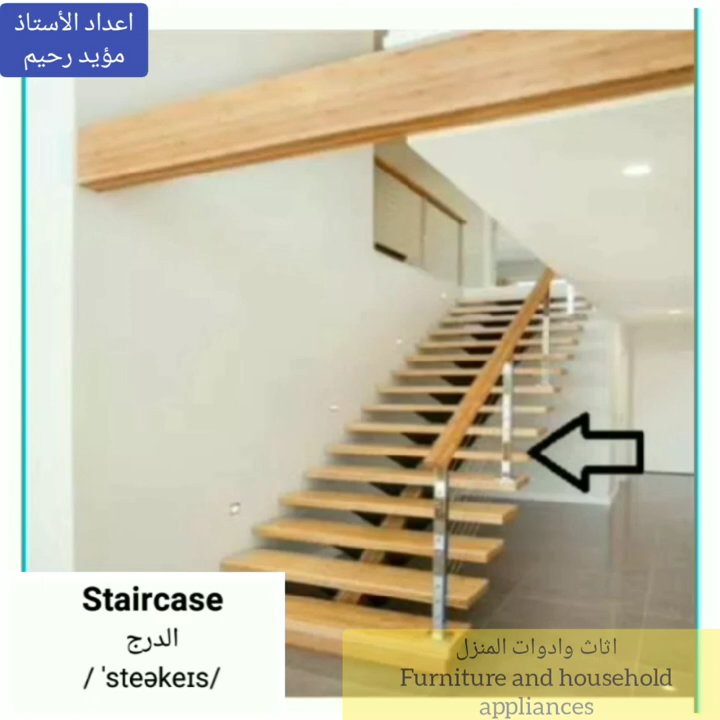 اعداد الأستاذ
مؤيد رحيم
Staircase
الدرج
/ ˈsteəkeɪs/
اثاث وادوات المنزل
Furniture and household
appliances